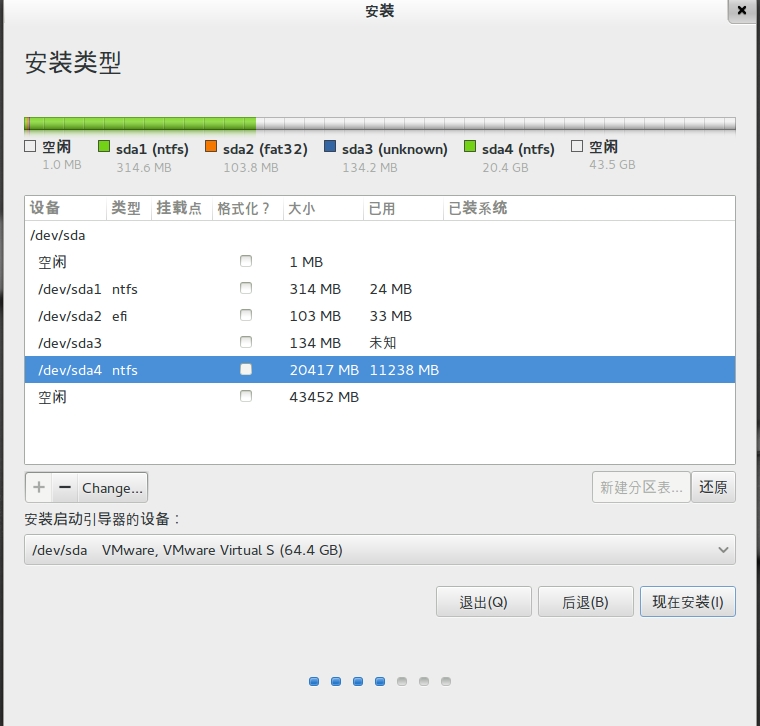 安装
安装类型
空闲 sda1 (ntfs) sda2 (fat32) sda3 (unknown) sda4 (ntfs) 空闲
1.0 MB 314.6 MB 103.8 MB 134.2 MB 20.4 GB 43.5 GB
设备 类型 挂载点 格式化？ 大小 已用 已装系统
/dev/sda
空闲 1 MB
/dev/sda1 ntfs 314 MB 24 MB
/dev/sda2 efi 103 MB 33 MB
/dev/sda3 134 MB 未知
/dev/sda4 ntfs 20417 MB 11238 MB
空闲 43452 MB
+ − Change... 新建分区表... 还原
安装启动引导器的设备：
/dev/sda VMware, VMware Virtual S (64.4 GB)
退出(Q) 后退(B) 现在安装(I)